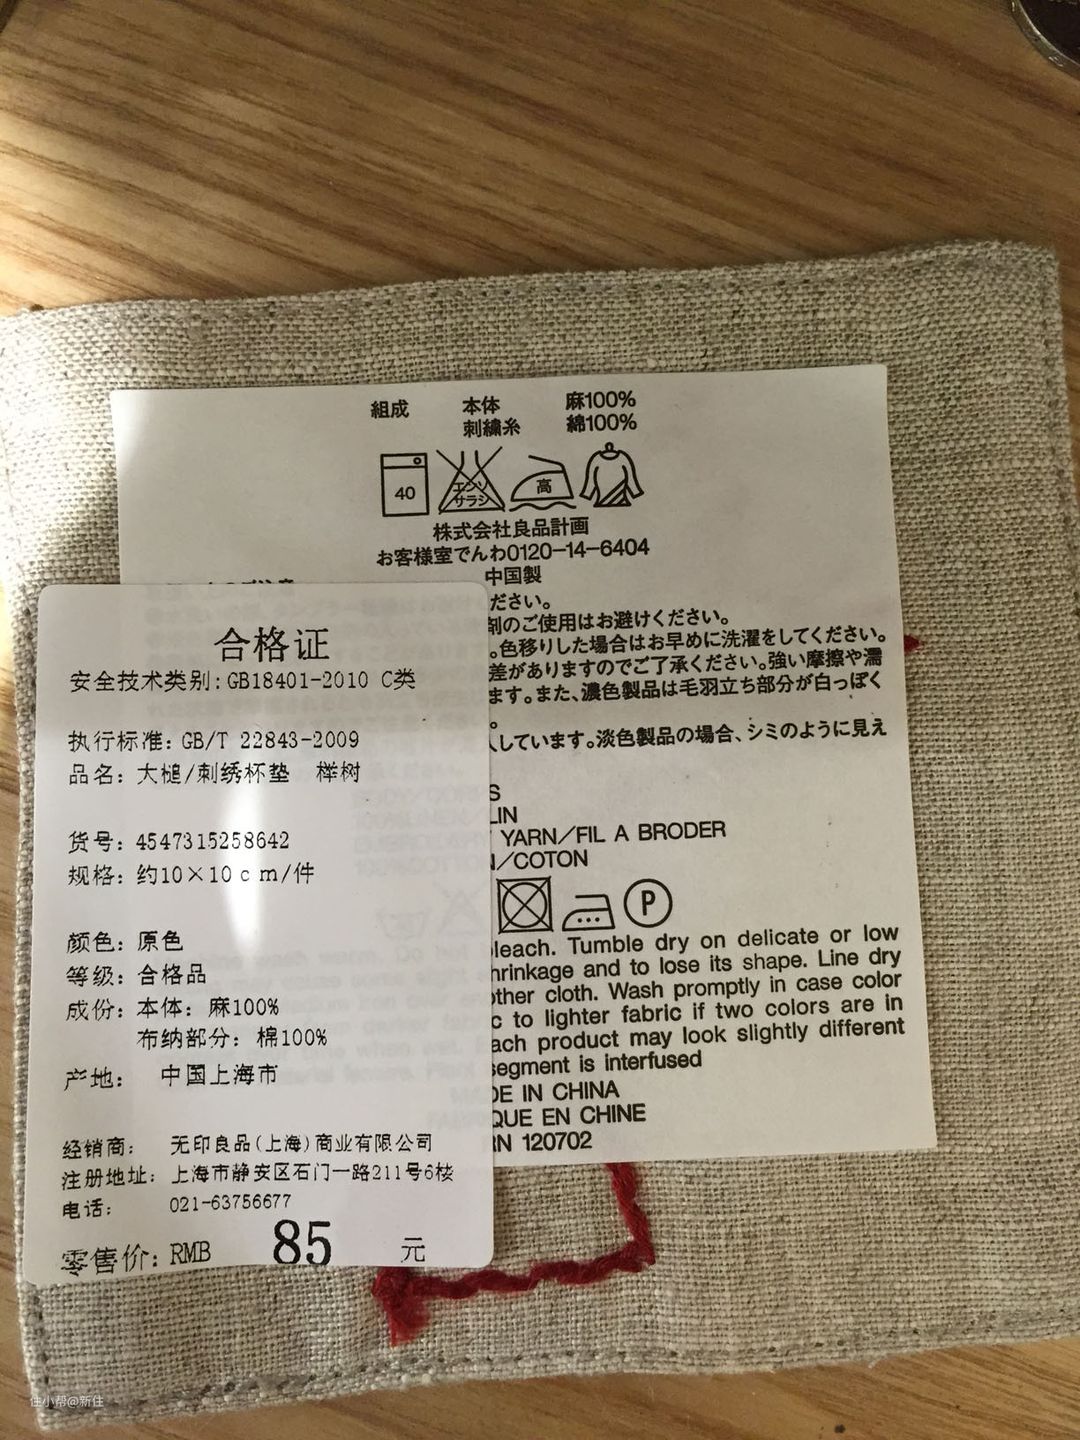 組成 本体 麻100%
刺繍糸 綿100%
40
エンソ
サラシ
高
株式会社良品計画
お客様室でんわ0120-14-6404
中国製
ださい。
剤のご使用はお避けください。
。色移りした場合はお早めに洗濯をしてください。
差がありますのでご了承ください。強い摩擦や濡
ます。また、濃色製品は毛羽立ち部分が白っぽく
。
しています。淡色製品の場合、シミのように見え
S
LIN
YARN/FIL A BRODER
/COTON
P
leach. Tumble dry on delicate or low
hrinkage and to lose its shape. Line dry
other cloth. Wash promptly in case color
c to lighter fabric if two colors are in
Each product may look slightly different
segment is interfused
MADE IN CHINA
QUE EN CHINE
RN 120702
合格证
安全技术类别:GB18401-2010 C类
执行标准: GB/T 22843-2009
品名: 大槌/刺绣杯垫 榉树
货号: 4547315258642
规格: 约10×10cm/件
颜色: 原色
等级: 合格品
成份: 本体: 麻100%
布纳部分: 棉100%
产地: 中国上海市
经销商: 无印良品(上海)商业有限公司
注册地址: 上海市静安区石门一路211号6楼
电话: 021-63756677
零售价: RMB 85 元
住小帮@新住